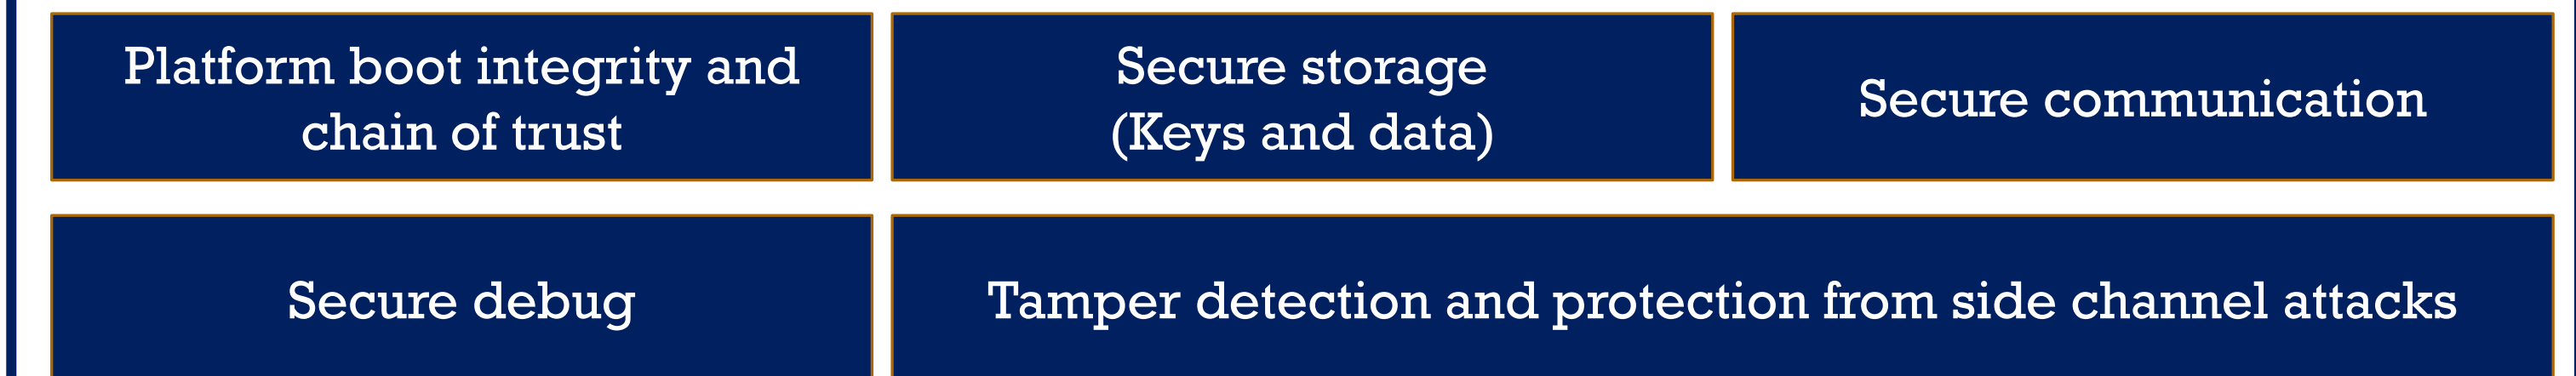 Platform boot integrity and
chain of trust
Secure storage
(Keys and data)
Secure communication
Secure debug
Tamper detection and protection from side channel attacks